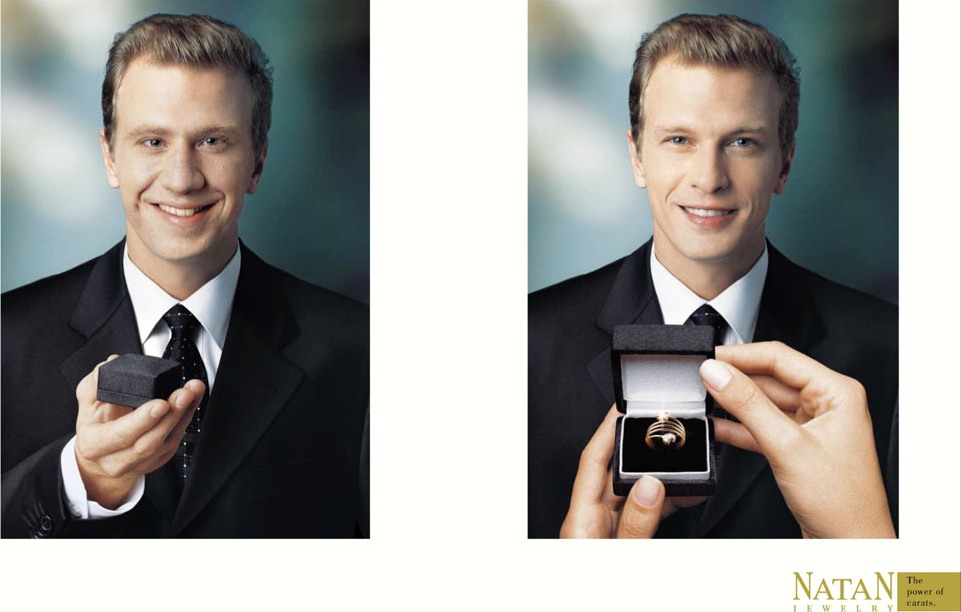 NATAN
JEWELRY
The
power of
carats.